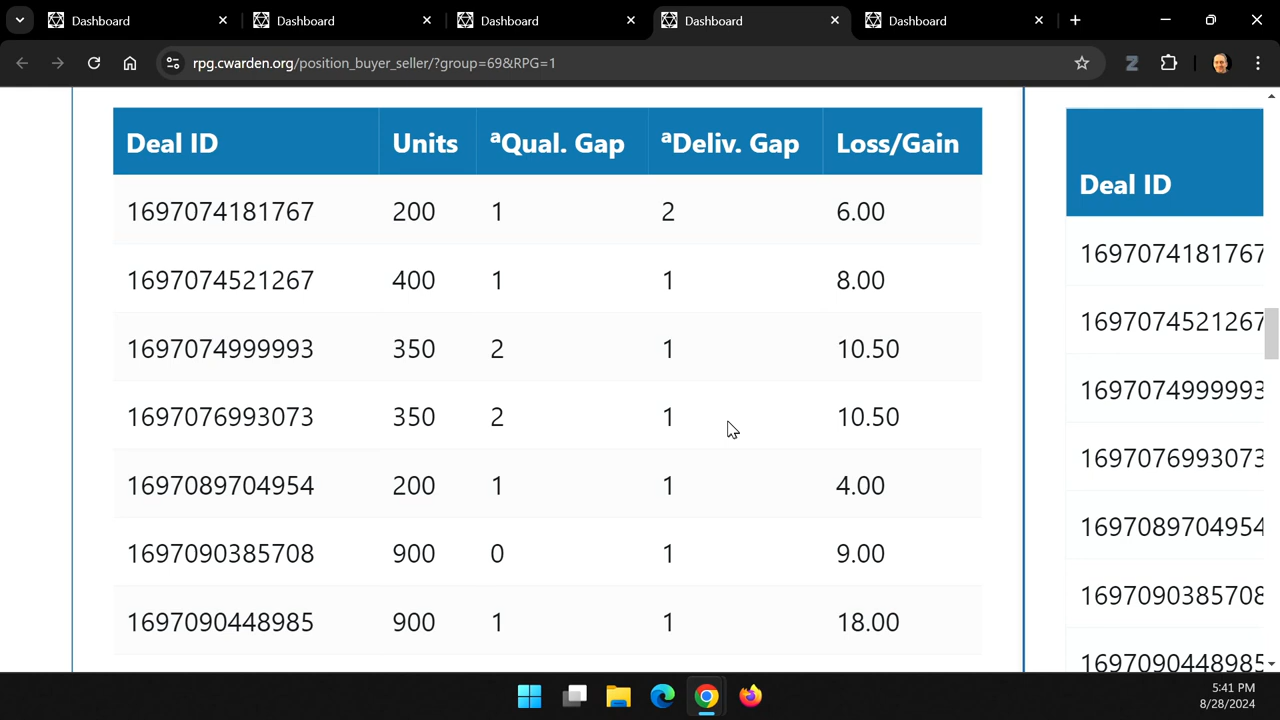 Dashboard
Dashboard
Dashboard
Dashboard
Dashboard
rpg.cwarden.org/position_buyer_seller/?group=69&RPG=1
Deal ID Units aQual. Gap aDeliv. Gap Loss/Gain
1697074181767 200 1 2 6.00
1697074521267 400 1 1 8.00
1697074999993 350 2 1 10.50
1697076993073 350 2 1 10.50
1697089704954 200 1 1 4.00
1697090385708 900 0 1 9.00
1697090448985 900 1 1 18.00
Deal ID
1697074181767
1697074521267
1697074999993
1697076993073
1697089704954
1697090385708
1697090448985
5:41 PM
8/28/2024